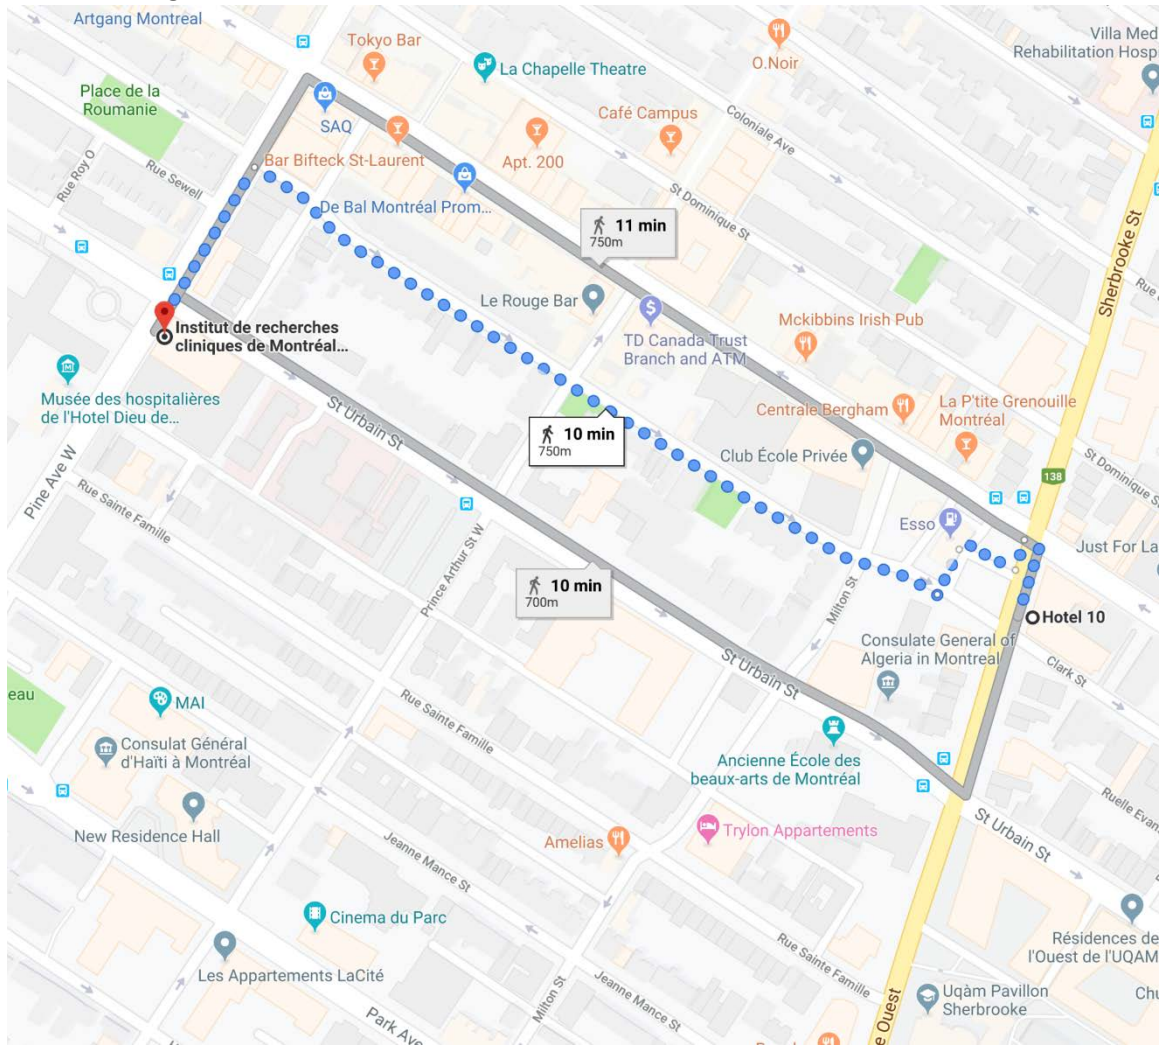 Artgang Montreal
Tokyo Bar
La Chapelle Theatre
O.Noir
Villa Med
Rehabilitation Hosp
Place de la
Roumanie
SAQ
Café Campus
Coloniale Ave
Bar Bifteck St-Laurent
Apt. 200
Rue Roy O
Rue Sewell
De Bal Montréal Prom...
St Dominique St
11 min
750m
Sherbrooke St
Le Rouge Bar
Institut de recherches
cliniques de Montréal...
TD Canada Trust
Branch and ATM
Mckibbins Irish Pub
Musée des hospitalières
de l'Hotel Dieu de...
St Urbain St
10 min
750m
Centrale Bergham
La P'tite Grenouille
Montréal
Club École Privée
138
St Dominique St
Pine Ave W
Rue Sainte Famille
Prince Arthur St W
Esso
Just For La
10 min
700m
Milton St
Hotel 10
Consulate General of
Algeria in Montreal
Clark St
St Urbain St
eau
MAI
Rue Sainte Famille
Consulat Général
d'Haïti à Montréal
Ancienne École des
beaux-arts de Montréal
Ruelle Evan
New Residence Hall
Amelias
Trylon Appartements
St Urbain St
Jeanne Mance St
Cinema du Parc
Résidences de
l'Ouest de l'UQAM
Les Appartements LaCité
Rue Sainte Famille
Milton St
Jeanne Mance St
Uqàm Pavillon
Sherbrooke
Chu
Park Ave
e Ouest